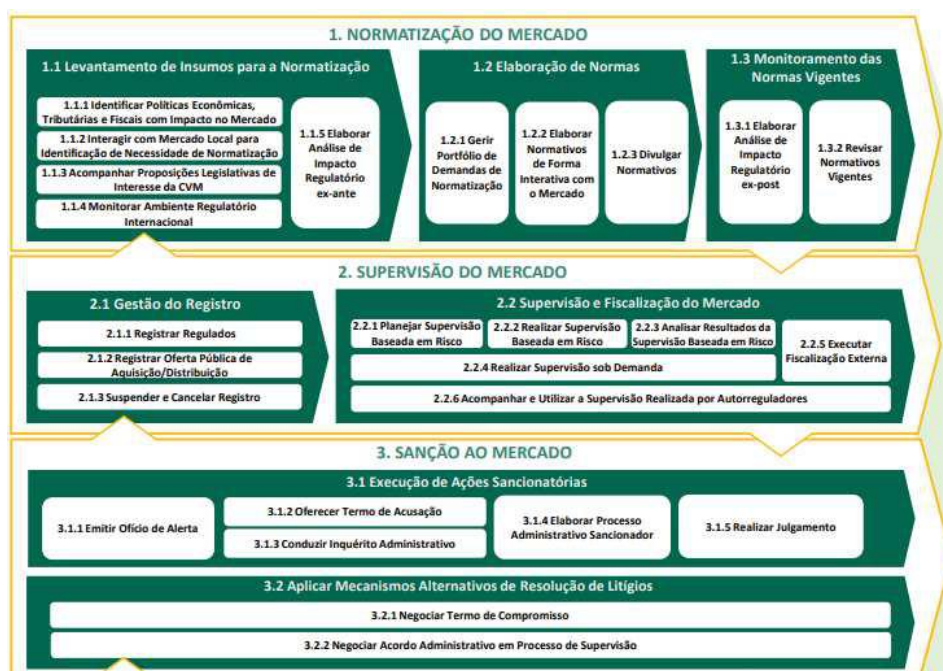 1. NORMATIZAÇÃO DO MERCADO
1.1 Levantamento de Insumos para a Normatização
1.1.1 Identificar Políticas Econômicas,
Tributárias e Fiscais com Impacto no Mercado
1.1.2 Interagir com Mercado Local para
Identificação de Necessidade de Normatização
1.1.3 Acompanhar Proposições Legislativas de
Interesse da CVM
1.1.4 Monitorar Ambiente Regulatório
Internacional
1.1.5 Elaborar
Análise de
Impacto
Regulatório
ex-ante
1.2 Elaboração de Normas
1.2.1 Gerir
Portfólio de
Demandas de
Normatização
1.2.2 Elaborar
Normativos
de Forma
Interativa com
o Mercado
1.2.3 Divulgar
Normativos
1.3 Monitoramento das
Normas Vigentes
1.3.1 Elaborar
Análise de
Impacto
Regulatório
ex-post
1.3.2 Revisar
Normativos
Vigentes
2. SUPERVISÃO DO MERCADO
2.1 Gestão do Registro
2.1.1 Registrar Regulados
2.1.2 Registrar Oferta Pública de
Aquisição/Distribuição
2.1.3 Suspender e Cancelar Registro
2.2 Supervisão e Fiscalização do Mercado
2.2.1 Planejar Supervisão
Baseada em Risco
2.2.2 Realizar Supervisão
Baseada em Risco
2.2.3 Analisar Resultados da
Supervisão Baseada em Risco
2.2.4 Realizar Supervisão sob Demanda
2.2.5 Executar
Fiscalização Externa
2.2.6 Acompanhar e Utilizar a Supervisão Realizada por Autorreguladores
3. SANÇÃO AO MERCADO
3.1 Execução de Ações Sancionatórias
3.1.1 Emitir Ofício de Alerta
3.1.2 Oferecer Termo de Acusação
3.1.3 Conduzir Inquérito Administrativo
3.1.4 Elaborar Processo
Administrativo Sancionador
3.1.5 Realizar Julgamento
3.2 Aplicar Mecanismos Alternativos de Resolução de Litígios
3.2.1 Negociar Termo de Compromisso
3.2.2 Negociar Acordo Administrativo em Processo de Supervisão